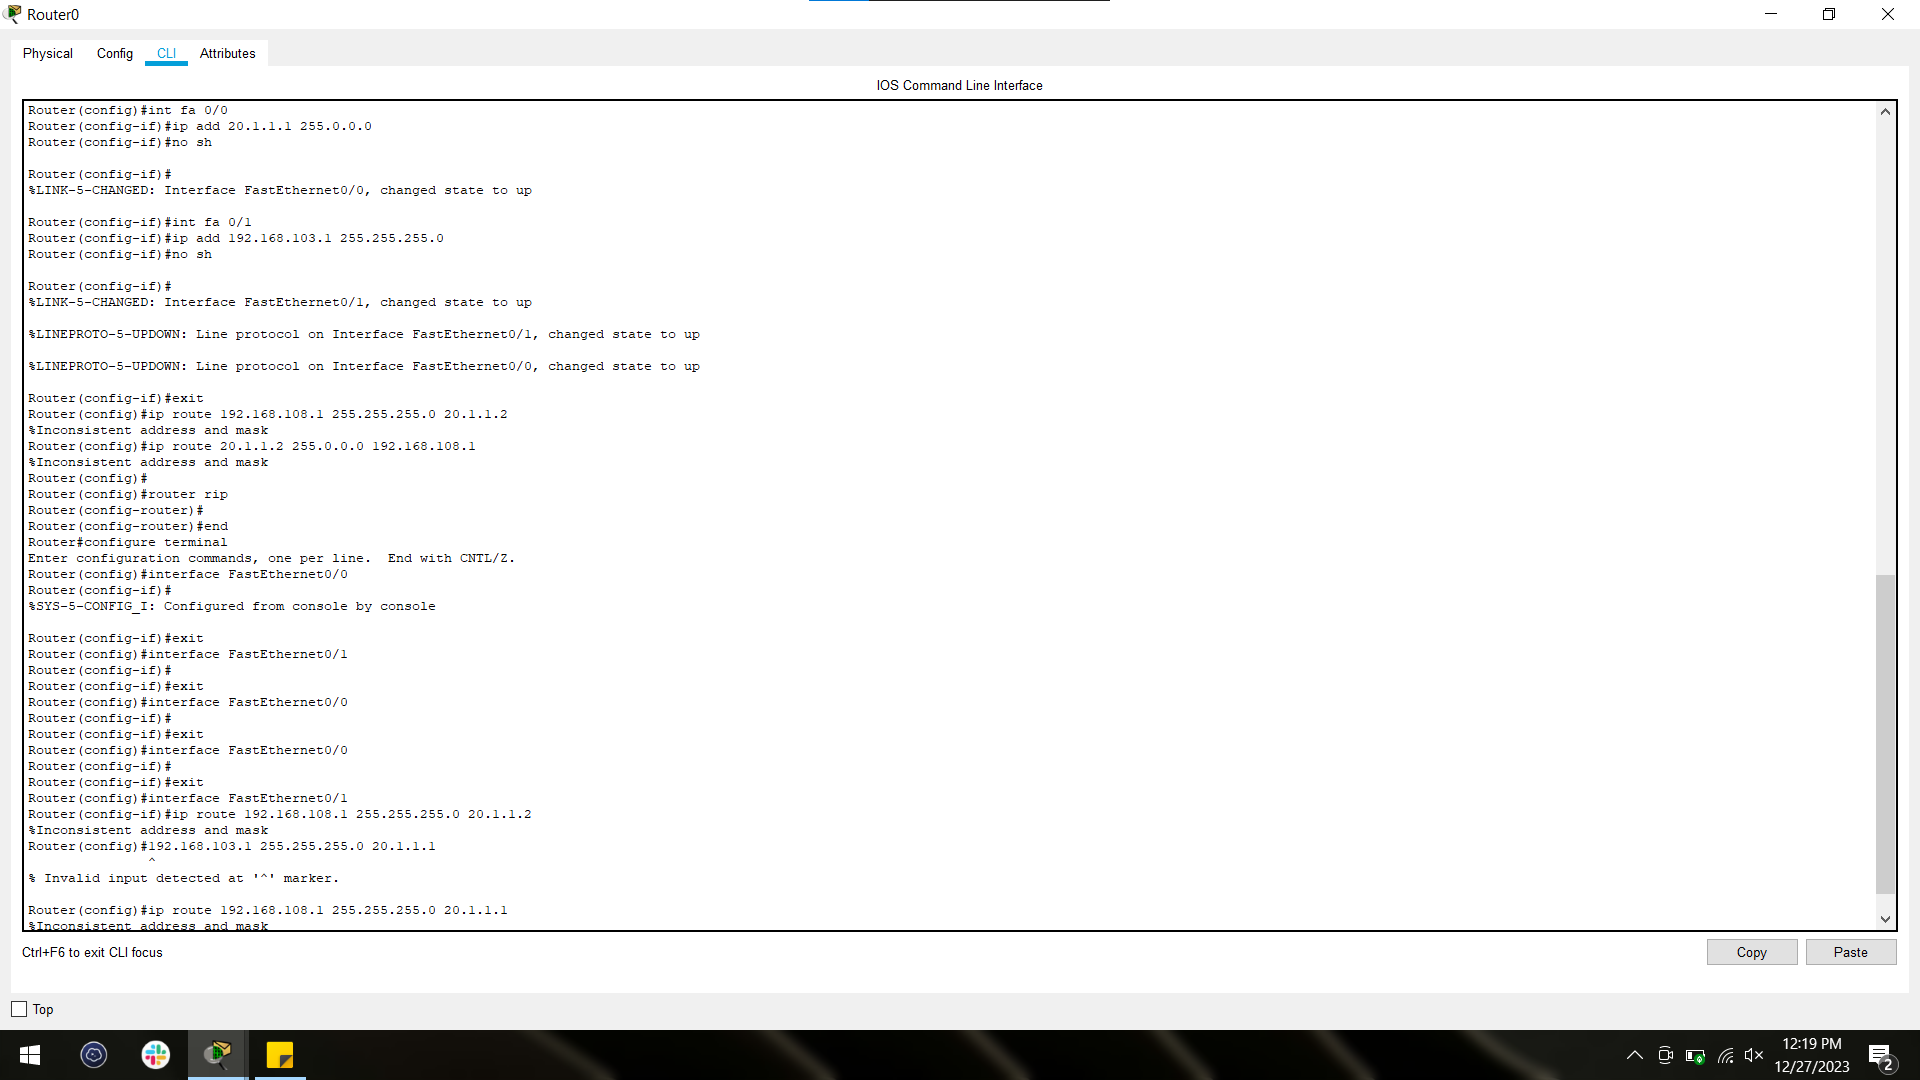 Router0
Physical Config CLI Attributes
IOS Command Line Interface
Router(config)#int fa 0/0
Router(config-if)#ip add 20.1.1.1 255.0.0.0
Router(config-if)#no sh
Router(config-if)#
%LINK-5-CHANGED: Interface FastEthernet0/0, changed state to up
Router(config-if)#int fa 0/1
Router(config-if)#ip add 192.168.103.1 255.255.255.0
Router(config-if)#no sh
Router(config-if)#
%LINK-5-CHANGED: Interface FastEthernet0/1, changed state to up
%LINEPROTO-5-UPDOWN: Line protocol on Interface FastEthernet0/1, changed state to up
%LINEPROTO-5-UPDOWN: Line protocol on Interface FastEthernet0/0, changed state to up
Router(config-if)#exit
Router(config)#ip route 192.168.108.1 255.255.255.0 20.1.1.2
%Inconsistent address and mask
Router(config)#ip route 20.1.1.2 255.0.0.0 192.168.108.1
%Inconsistent address and mask
Router(config)#
Router(config)#router rip
Router(config-router)#
Router(config-router)#end
Router#configure terminal
Enter configuration commands, one per line.  End with CNTL/Z.
Router(config)#interface FastEthernet0/0
Router(config-if)#
%SYS-5-CONFIG_I: Configured from console by console
Router(config-if)#exit
Router(config)#interface FastEthernet0/1
Router(config-if)#
Router(config-if)#exit
Router(config)#interface FastEthernet0/0
Router(config-if)#
Router(config-if)#exit
Router(config)#interface FastEthernet0/0
Router(config-if)#
Router(config-if)#exit
Router(config)#interface FastEthernet0/1
Router(config-if)#ip route 192.168.108.1 255.255.255.0 20.1.1.2
%Inconsistent address and mask
Router(config)#192.168.103.1 255.255.255.0 20.1.1.1
^
% Invalid input detected at '^' marker.
Router(config)#ip route 192.168.108.1 255.255.255.0 20.1.1.1
%Inconsistent address and mask
Ctrl+F6 to exit CLI focus
Copy Paste
Top
12:19 PM
12/27/2023
2